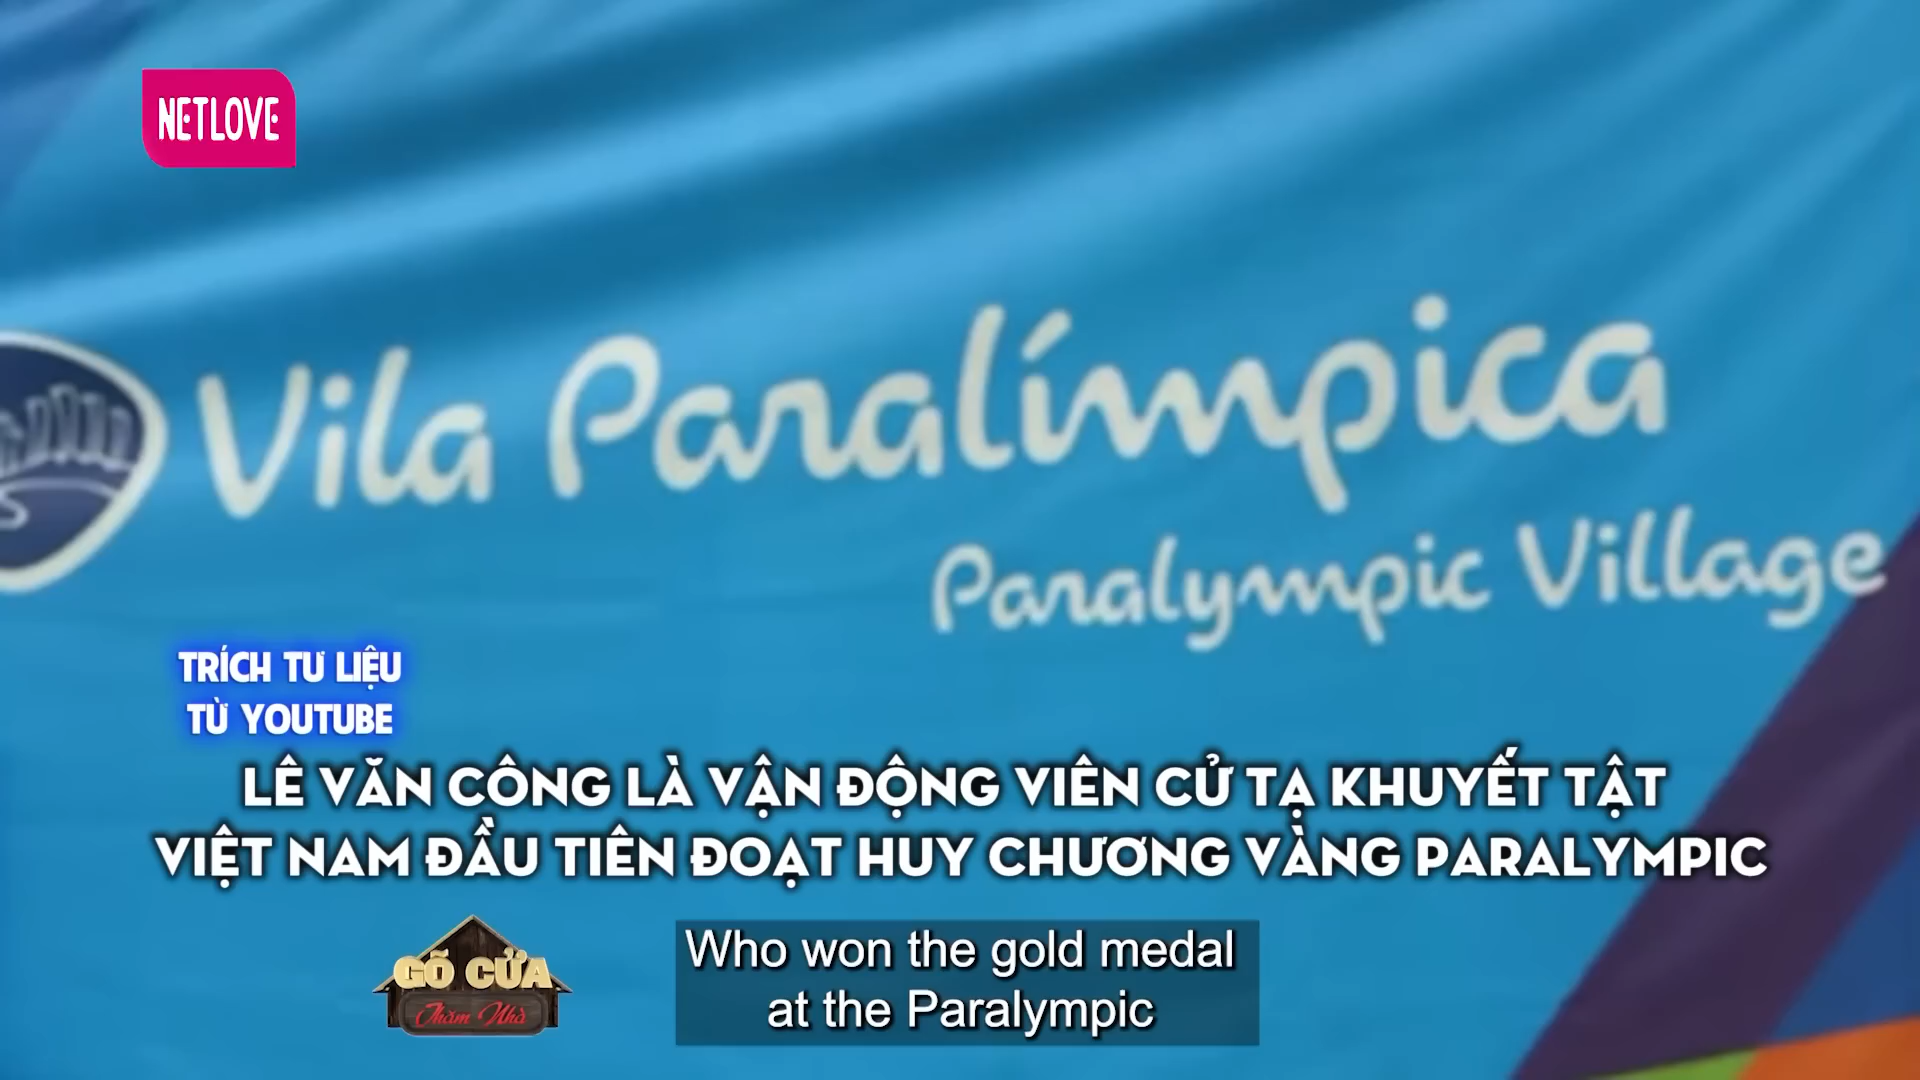 NETLOVE
Vila Paralímpica
Paralympic Village
TRÍCH TƯ LIỆU
TỪ YOUTUBE
LÊ VĂN CÔNG LÀ VẬN ĐỘNG VIÊN CỬ TẠ KHUYẾT TẬT
VIỆT NAM ĐẦU TIÊN ĐOẠT HUY CHƯƠNG VÀNG PARALYMPIC
GÕ CỬA
Thăm Nhà
Who won the gold medal
at the Paralympic